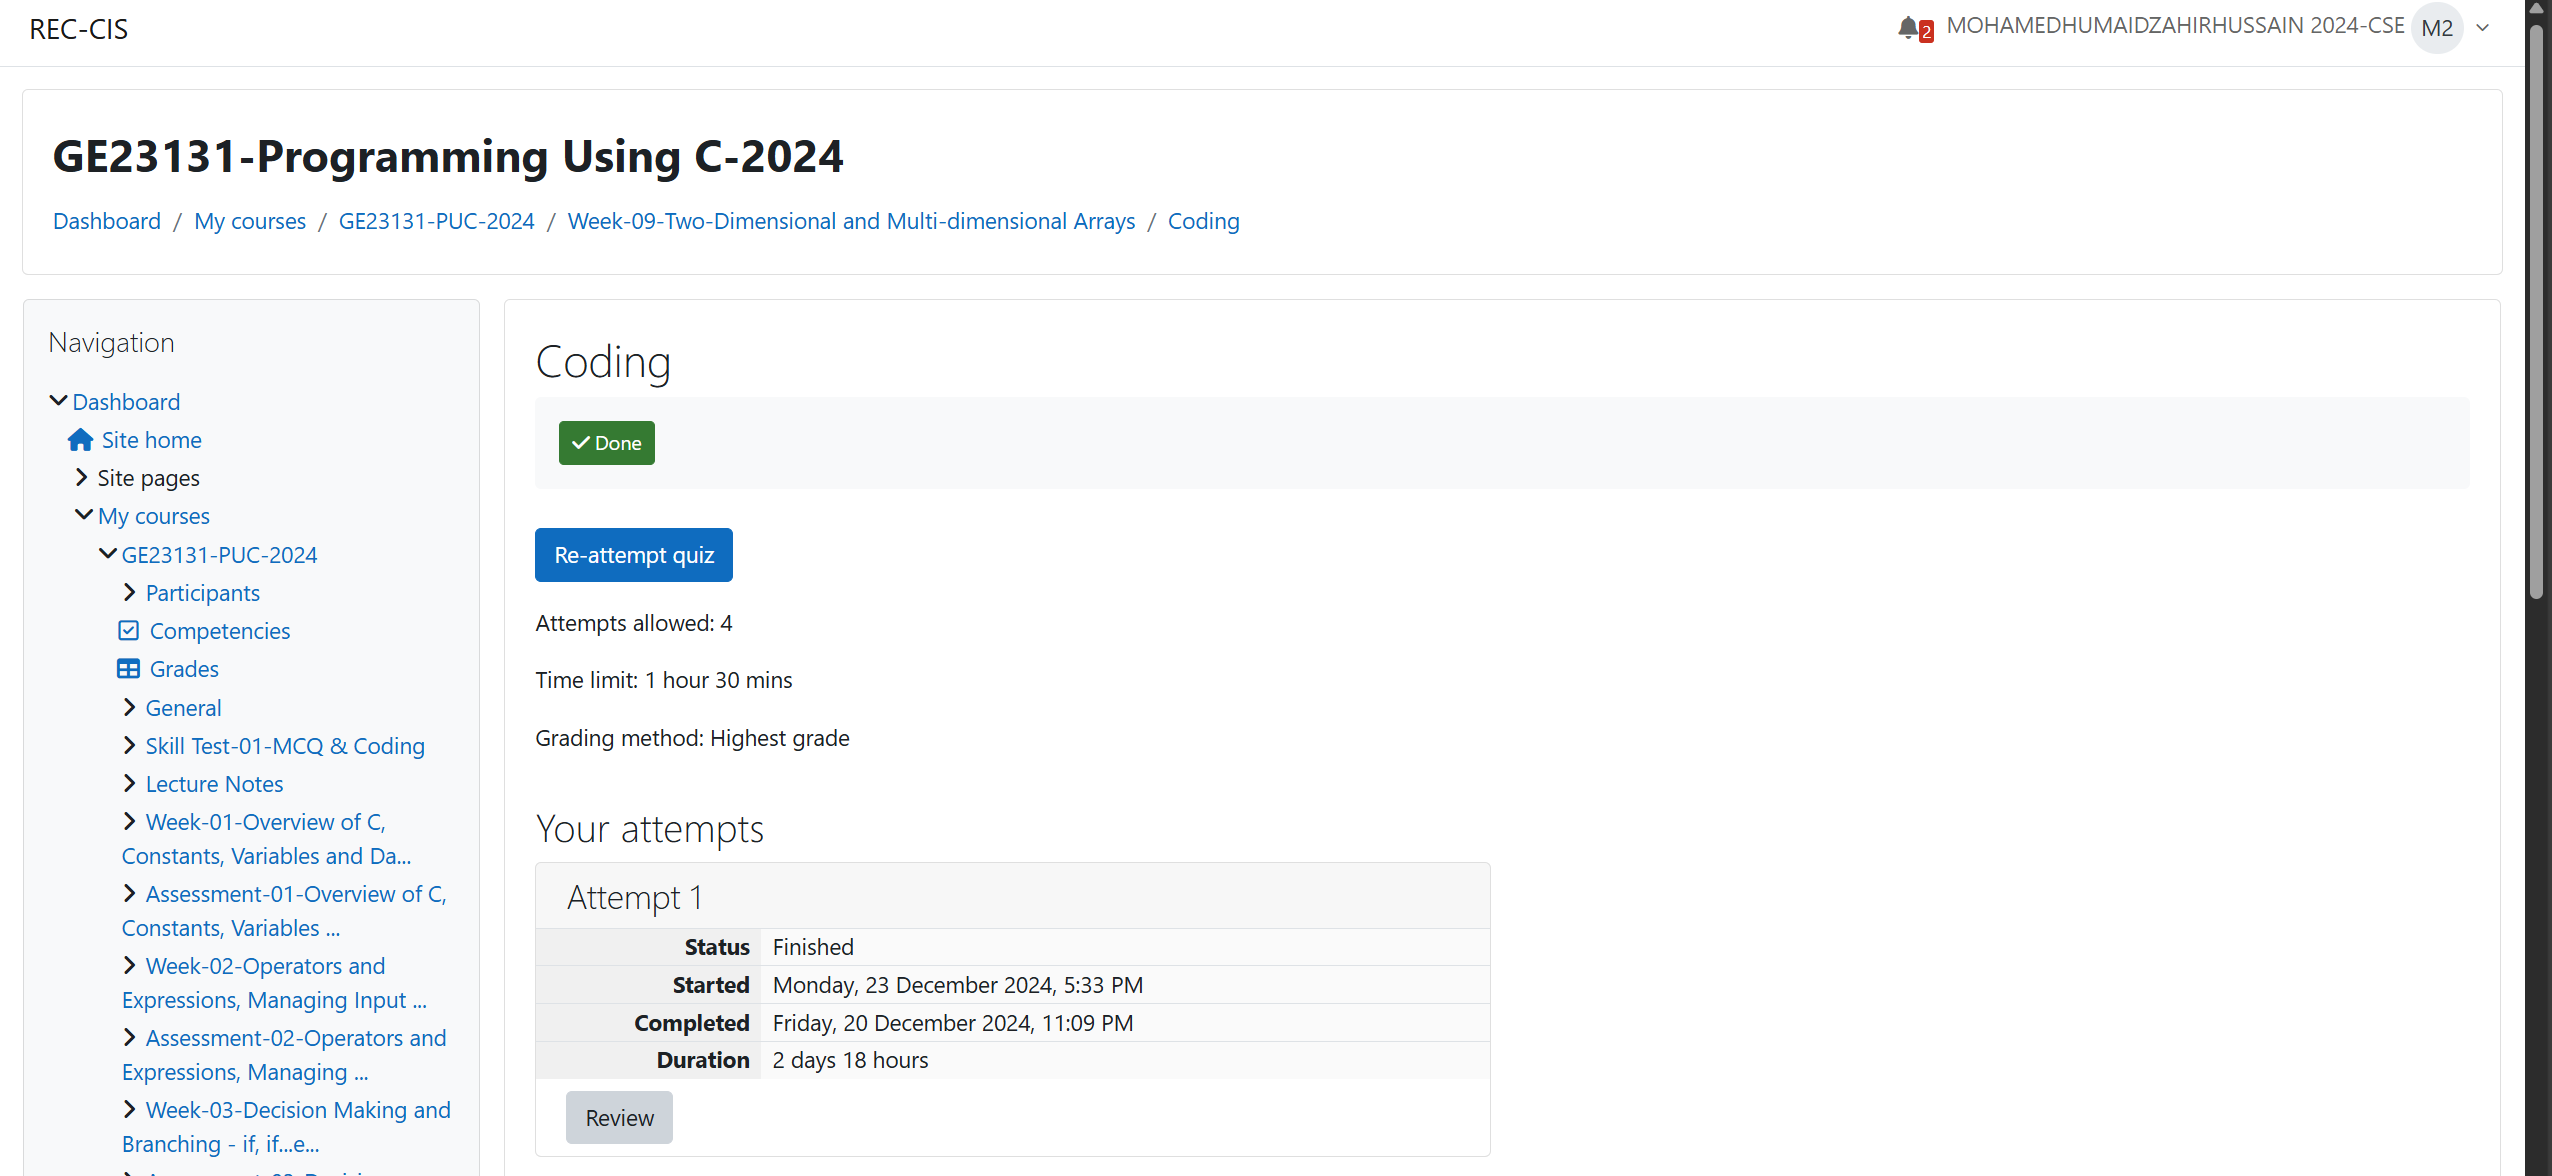 REC-CIS
2
MOHAMEDHUMAIDZAHIRHUSSAIN 2024-CSE
M2
GE23131-Programming Using C-2024
Dashboard / My courses / GE23131-PUC-2024 / Week-09-Two-Dimensional and Multi-dimensional Arrays / Coding
Navigation
Dashboard
Site home
Site pages
My courses
GE23131-PUC-2024
Participants
Competencies
Grades
General
Skill Test-01-MCQ & Coding
Lecture Notes
Week-01-Overview of C,
Constants, Variables and Da...
Assessment-01-Overview of C,
Constants, Variables ...
Week-02-Operators and
Expressions, Managing Input ...
Assessment-02-Operators and
Expressions, Managing ...
Week-03-Decision Making and
Branching - if, if...e...
Coding
Done
Re-attempt quiz
Attempts allowed: 4
Time limit: 1 hour 30 mins
Grading method: Highest grade
Your attempts
Attempt 1
Status Finished
Started Monday, 23 December 2024, 5:33 PM
Completed Friday, 20 December 2024, 11:09 PM
Duration 2 days 18 hours
Review